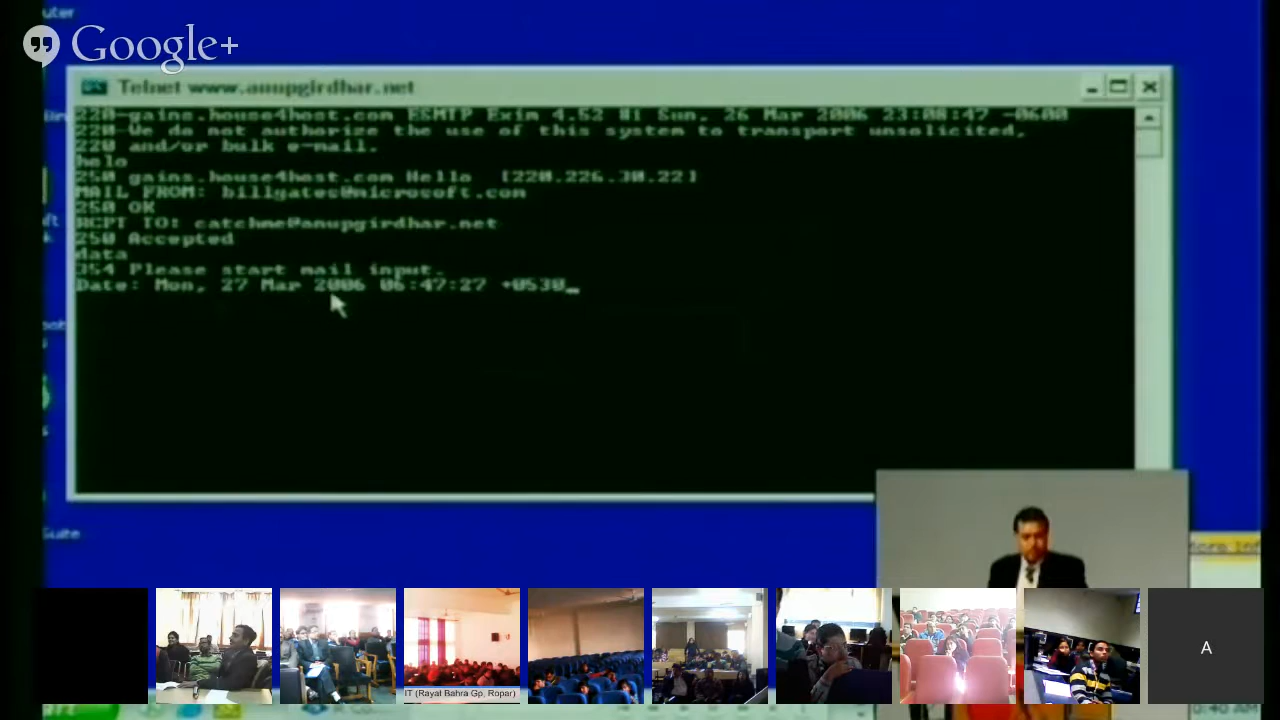 uter
Google+
Telnet www.anupgirdhar.net
220-gains.house4host.com ESMTP Exim 4.52 #1 Sun, 26 Mar 2006 23:08:47 -0600
220-We do not authorize the use of this system to transport unsolicited,
220 and/or bulk e-mail.
helo
250 gains.house4host.com Hello [220.226.30.22]
MAIL FROM: billgates@microsoft.com
250 OK
RCPT TO: catchme@anupgirdhar.net
250 Accepted
data
354 Please start mail input.
Date: Mon, 27 Mar 2006 06:47:27 +0530_
Suite
IT (Rayat Bahra Gp, Ropar)
A